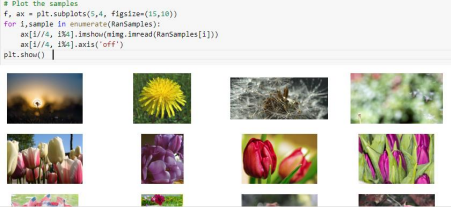 # Plot the samples
f, ax = plt.subplots(5,4, figsize=(15,10))
for i,sample in enumerate(RanSamples):
    ax[i//4, i%4].imshow(mimg.imread(RanSamples[i]))
    ax[i//4, i%4].axis('off')
plt.show()